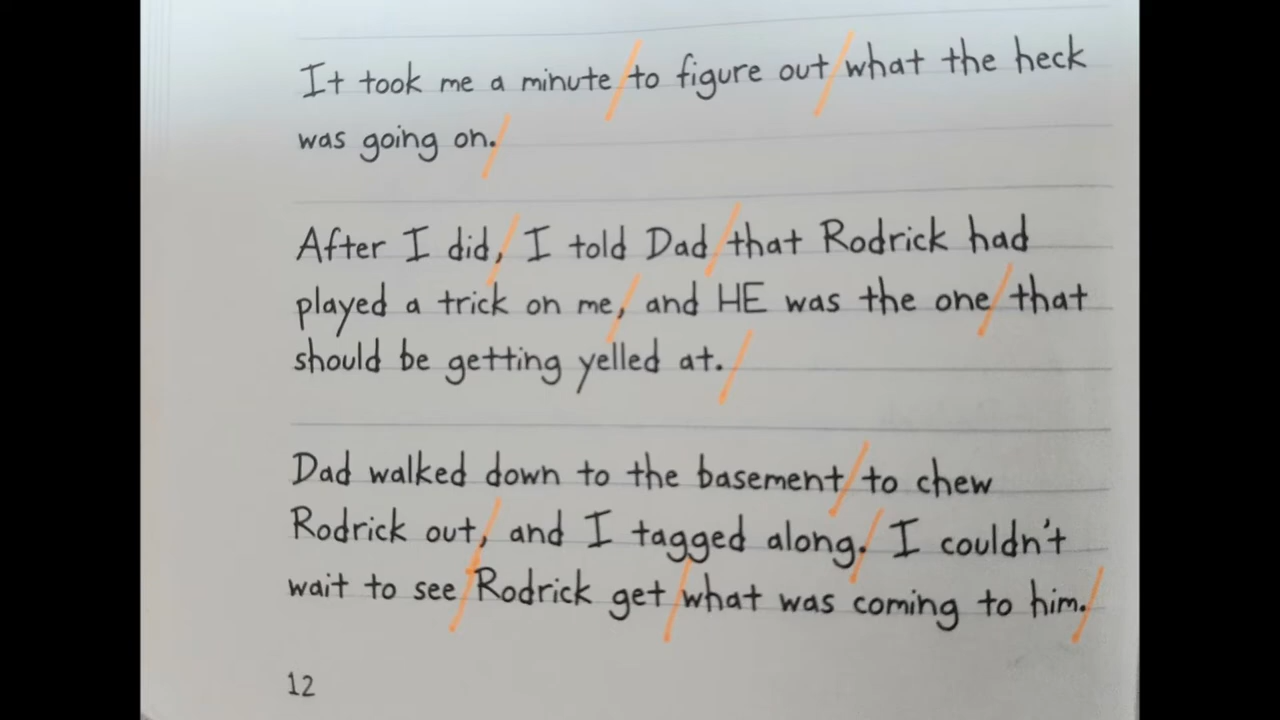 It took me a minute to figure out what the heck
was going on.
After I did, I told Dad that Rodrick had
played a trick on me, and HE was the one that
should be getting yelled at.
Dad walked down to the basement to chew
Rodrick out, and I tagged along. I couldn't
wait to see Rodrick get what was coming to him.
12